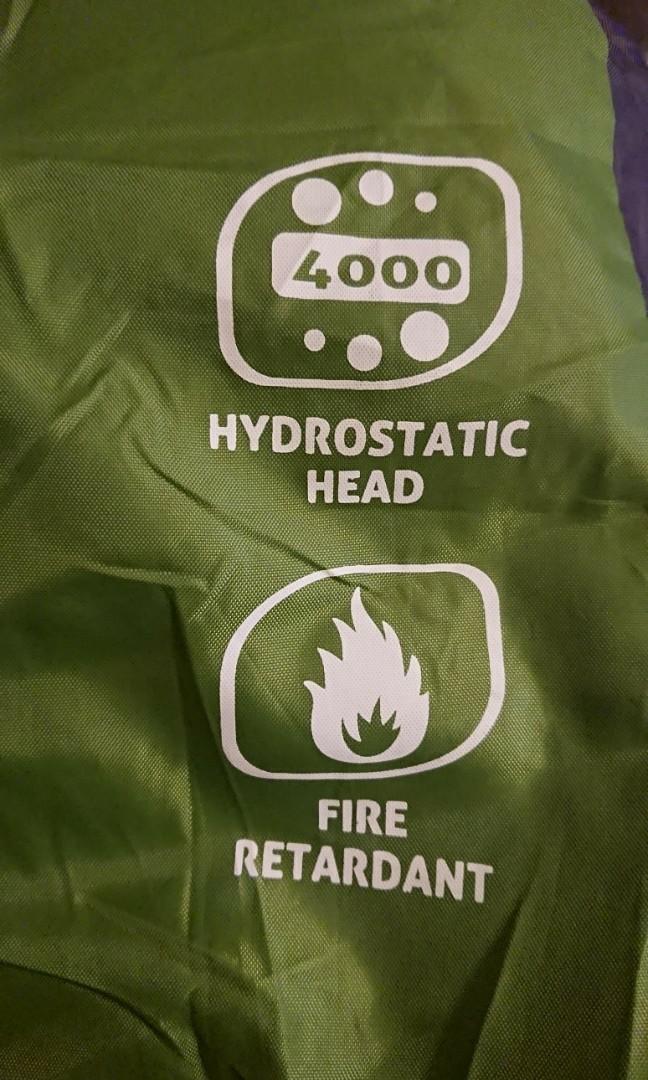 4000
HYDROSTATIC
HEAD
FIRE
RETARDANT